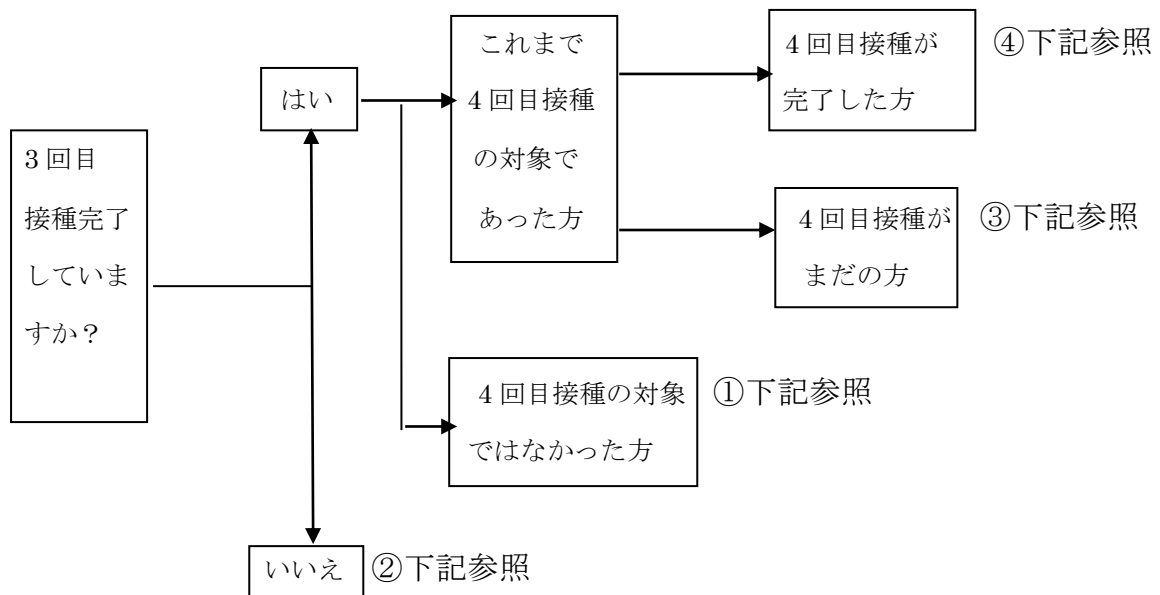 3回目
接種完了
していま
すか?
はい
これまで
4回目接種
の対象で
あった方
4回目接種が
完了した方
④下記参照
4回目接種が
まだの方
③下記参照
4回目接種の対象
ではなかった方
①下記参照
いいえ
②下記参照